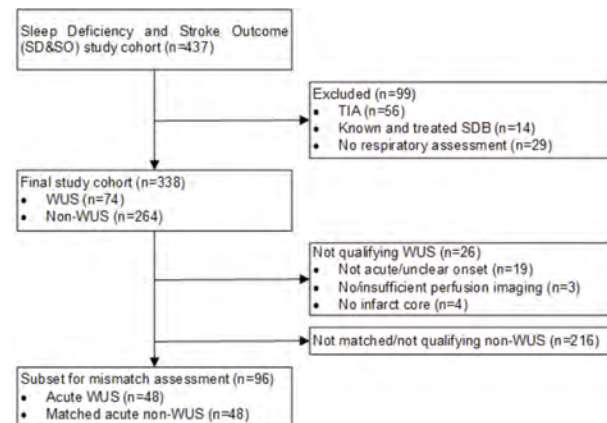 Sleep Deficiency and Stroke Outcome
(SD&SO) study cohort (n=437)
Excluded (n=99)
• TIA (n=56)
• Known and treated SDB (n=14)
• No respiratory assessment (n=29)
Final study cohort (n=338)
• WUS (n=74)
• Non-WUS (n=264)
Not qualifying WUS (n=26)
• Not acute/unclear onset (n=19)
• No/insufficient perfusion imaging (n=3)
• No infarct core (n=4)
Not matched/not qualifying non-WUS (n=216)
Subset for mismatch assessment (n=96)
• Acute WUS (n=48)
• Matched acute non-WUS (n=48)